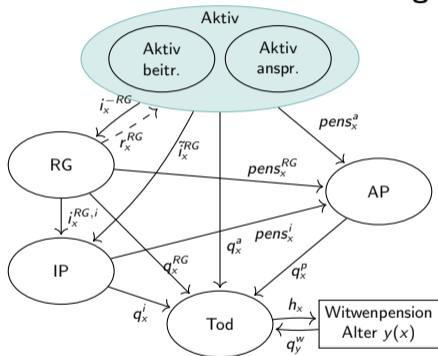 g
Aktiv
Aktiv beitr.
Aktiv anspr.
i_x^{-RG}
r_x^{RG}
ĩ_x^{RG}
pens_x^a
RG
pens_x^{RG}
AP
i_x^{RG,i}
q_x^{RG}
q_x^a
pens_x^i
IP
q_x^i
q_x^p
Tod
h_x
q_y^w
Witwenpension
Alter y(x)